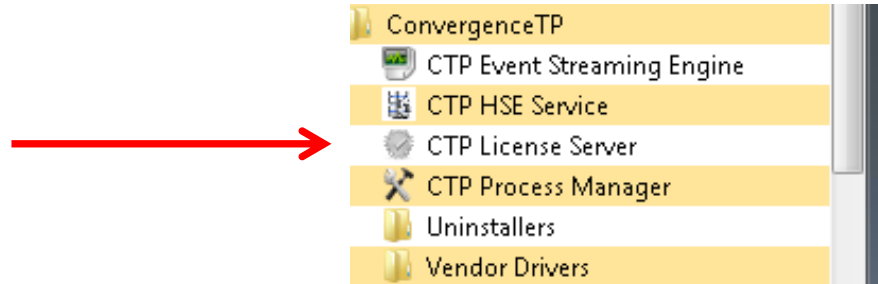 ConvergenceTP
CTP Event Streaming Engine
CTP HSE Service
CTP License Server
CTP Process Manager
Uninstallers
Vendor Drivers